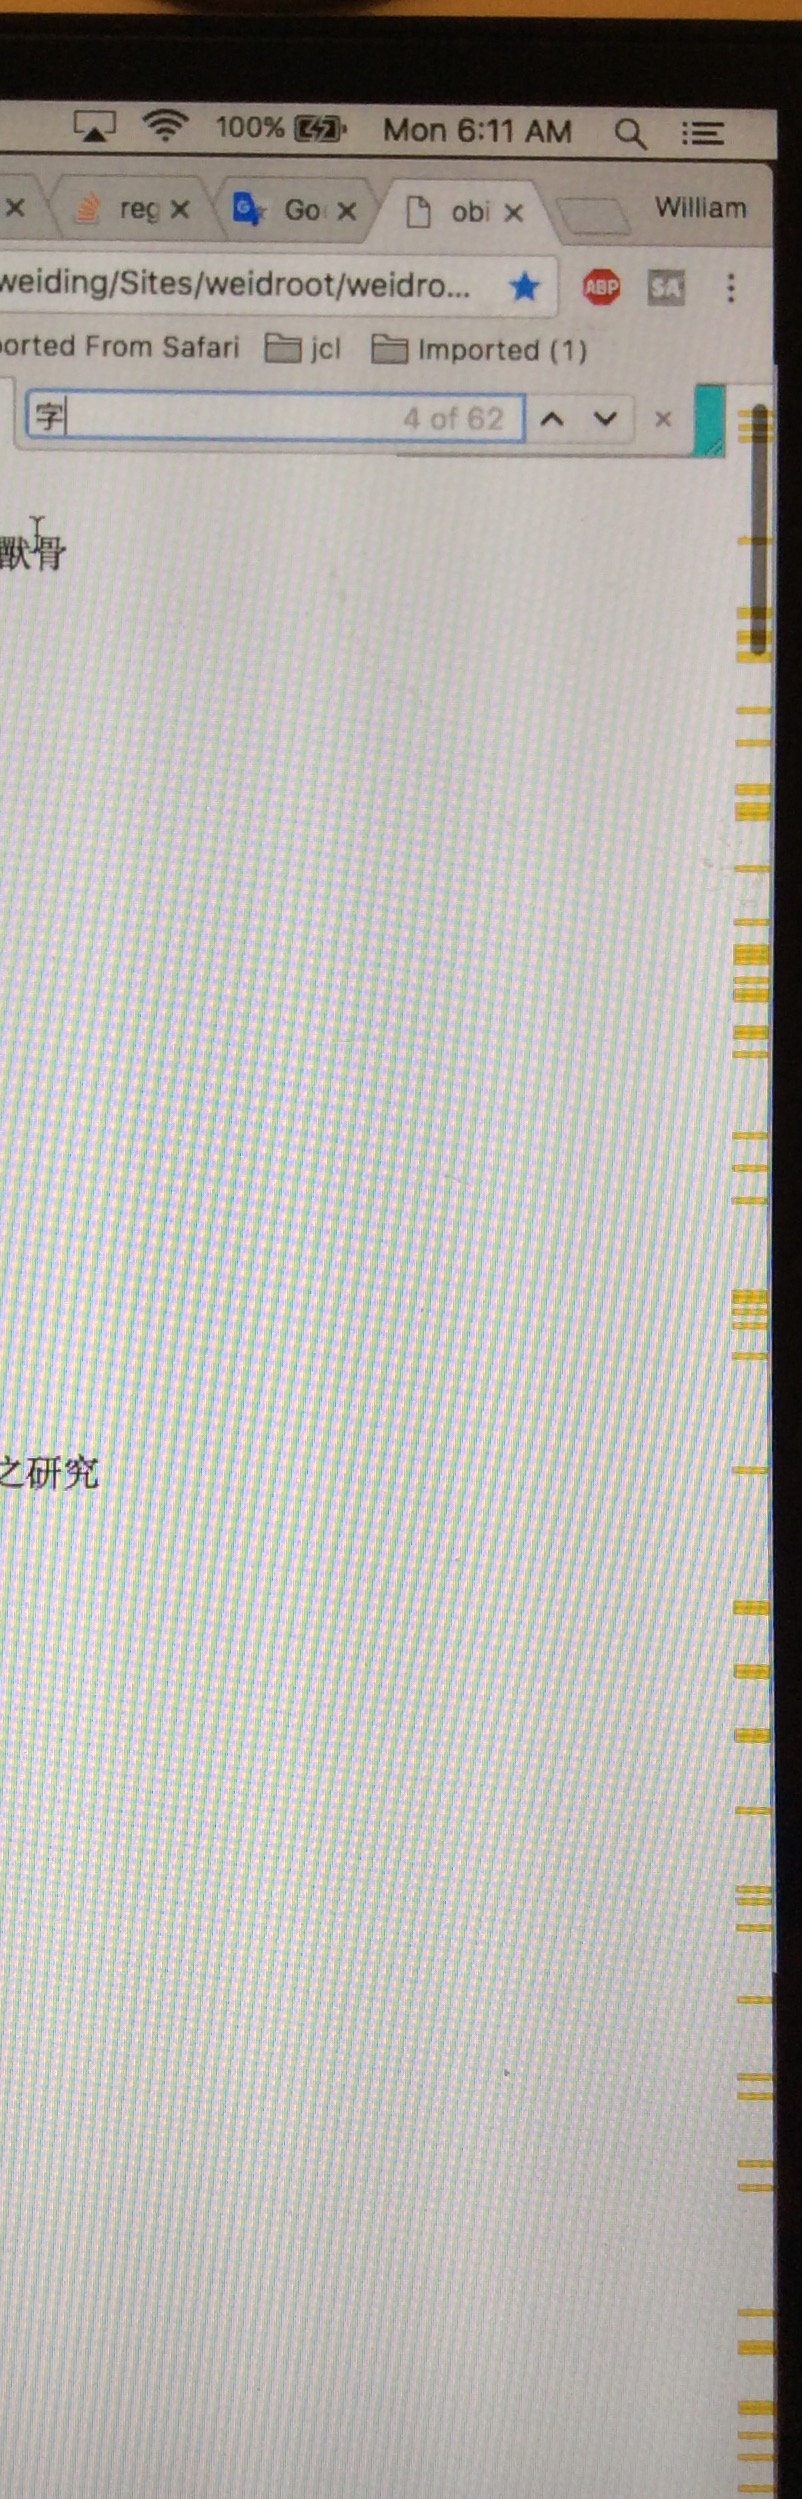 100% Mon 6:11 AM
reg Go obi William
weiding/Sites/weidroot/weidro... ABP SA
orted From Safari jcl Imported (1)
字 4 of 62
獸骨
之研究